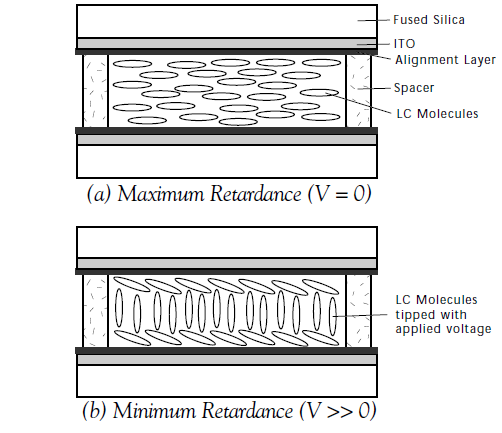 Fused Silica
ITO
Alignment Layer
Spacer
LC Molecules
(a) Maximum Retardance (V = 0)
LC Molecules
tipped with
applied voltage
(b) Minimum Retardance (V >> 0)